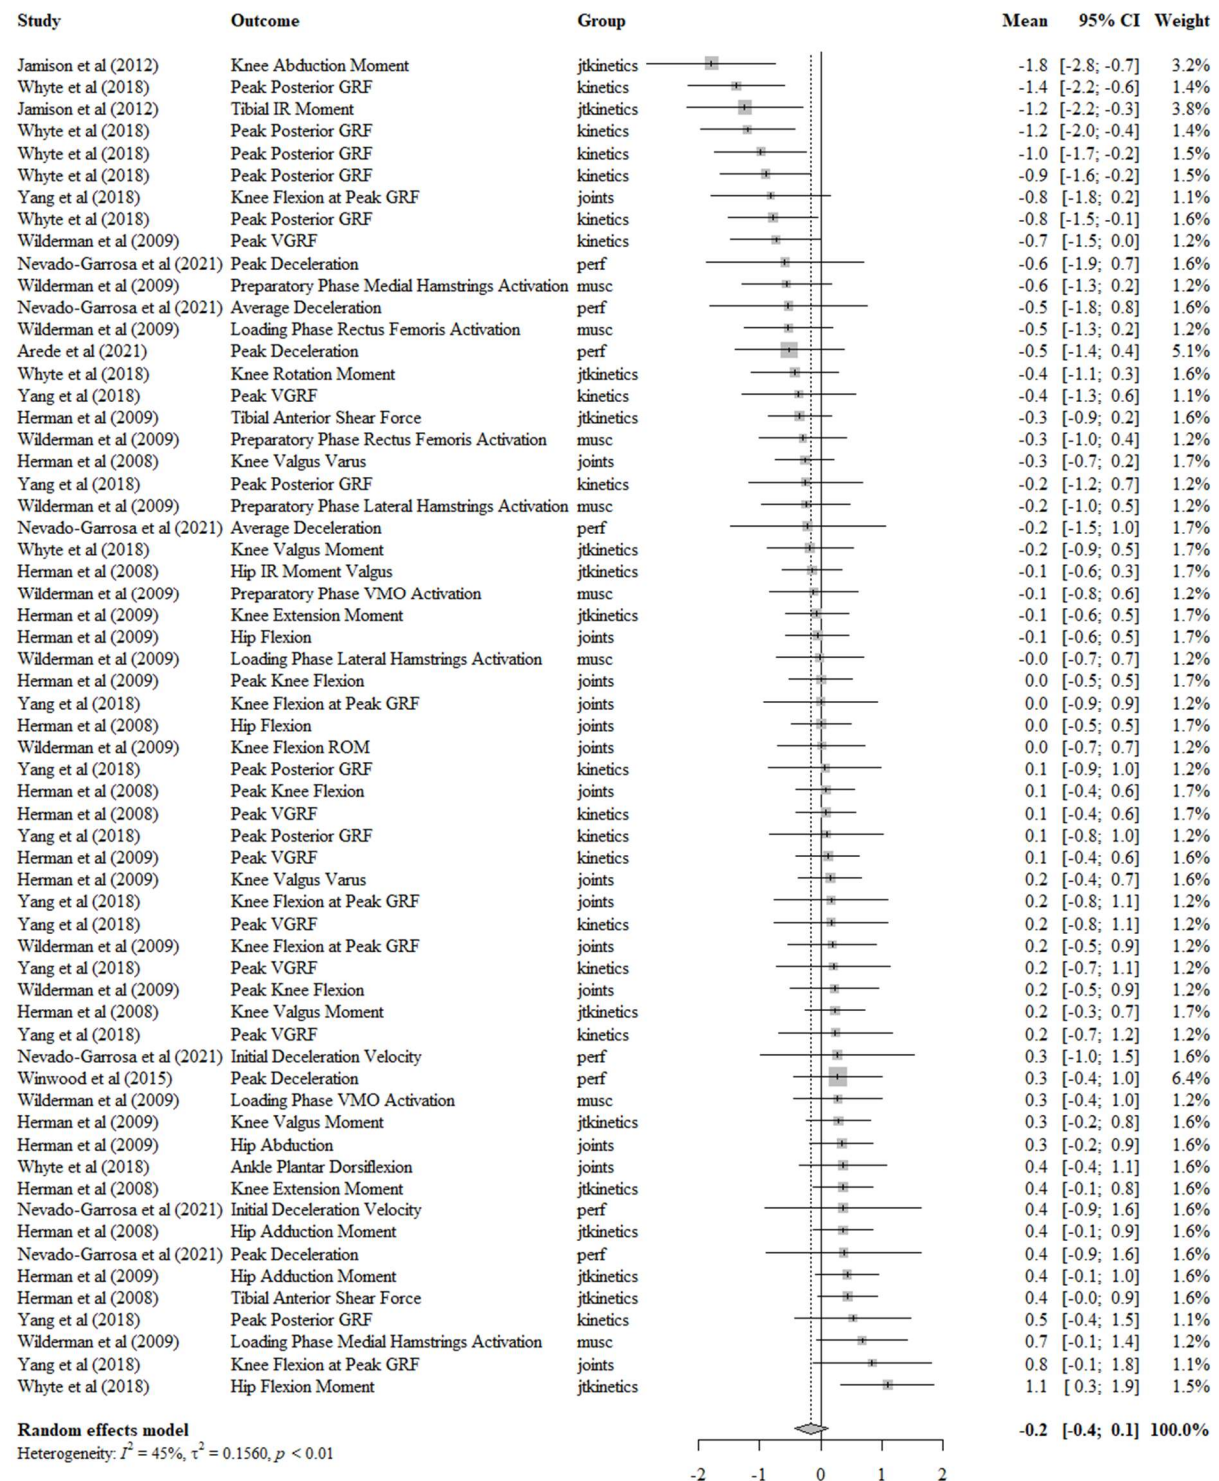 Study Outcome Group Mean 95% CI Weight
Jamison et al (2012) Knee Abduction Moment jtkinetics -1.8 [-2.8; -0.7] 3.2%
Whyte et al (2018) Peak Posterior GRF kinetics -1.4 [-2.2; -0.6] 1.4%
Jamison et al (2012) Tibial IR Moment jtkinetics -1.2 [-2.2; -0.3] 3.8%
Whyte et al (2018) Peak Posterior GRF kinetics -1.2 [-2.0; -0.4] 1.4%
Whyte et al (2018) Peak Posterior GRF kinetics -1.0 [-1.7; -0.2] 1.5%
Whyte et al (2018) Peak Posterior GRF kinetics -0.9 [-1.6; -0.2] 1.5%
Yang et al (2018) Knee Flexion at Peak GRF joints -0.8 [-1.8; 0.2] 1.1%
Whyte et al (2018) Peak Posterior GRF kinetics -0.8 [-1.5; -0.1] 1.6%
Wilderman et al (2009) Peak VGRF kinetics -0.7 [-1.5; 0.0] 1.2%
Nevado-Garrosa et al (2021) Peak Deceleration perf -0.6 [-1.9; 0.7] 1.6%
Wilderman et al (2009) Preparatory Phase Medial Hamstrings Activation musc -0.6 [-1.3; 0.2] 1.2%
Nevado-Garrosa et al (2021) Average Deceleration perf -0.5 [-1.8; 0.8] 1.6%
Wilderman et al (2009) Loading Phase Rectus Femoris Activation musc -0.5 [-1.3; 0.2] 1.2%
Arede et al (2021) Peak Deceleration perf -0.5 [-1.4; 0.4] 5.1%
Whyte et al (2018) Knee Rotation Moment jtkinetics -0.4 [-1.1; 0.3] 1.6%
Yang et al (2018) Peak VGRF kinetics -0.4 [-1.3; 0.6] 1.1%
Herman et al (2009) Tibial Anterior Shear Force jtkinetics -0.3 [-0.9; 0.2] 1.6%
Wilderman et al (2009) Preparatory Phase Rectus Femoris Activation musc -0.3 [-1.0; 0.4] 1.2%
Herman et al (2008) Knee Valgus Varus joints -0.3 [-0.7; 0.2] 1.7%
Yang et al (2018) Peak Posterior GRF kinetics -0.2 [-1.2; 0.7] 1.2%
Wilderman et al (2009) Preparatory Phase Lateral Hamstrings Activation musc -0.2 [-1.0; 0.5] 1.2%
Nevado-Garrosa et al (2021) Average Deceleration perf -0.2 [-1.5; 1.0] 1.7%
Whyte et al (2018) Knee Valgus Moment jtkinetics -0.2 [-0.9; 0.5] 1.7%
Herman et al (2008) Hip IR Moment Valgus jtkinetics -0.1 [-0.6; 0.3] 1.7%
Wilderman et al (2009) Preparatory Phase VMO Activation musc -0.1 [-0.8; 0.6] 1.2%
Herman et al (2009) Knee Extension Moment jtkinetics -0.1 [-0.6; 0.5] 1.7%
Herman et al (2009) Hip Flexion joints -0.1 [-0.6; 0.5] 1.7%
Wilderman et al (2009) Loading Phase Lateral Hamstrings Activation musc -0.0 [-0.7; 0.7] 1.2%
Herman et al (2009) Peak Knee Flexion joints 0.0 [-0.5; 0.5] 1.7%
Yang et al (2018) Knee Flexion at Peak GRF joints 0.0 [-0.9; 0.9] 1.2%
Herman et al (2008) Hip Flexion joints 0.0 [-0.5; 0.5] 1.7%
Wilderman et al (2009) Knee Flexion ROM joints 0.0 [-0.7; 0.7] 1.2%
Yang et al (2018) Peak Posterior GRF kinetics 0.1 [-0.9; 1.0] 1.2%
Herman et al (2008) Peak Knee Flexion joints 0.1 [-0.4; 0.6] 1.7%
Herman et al (2008) Peak VGRF kinetics 0.1 [-0.4; 0.6] 1.7%
Yang et al (2018) Peak Posterior GRF kinetics 0.1 [-0.8; 1.0] 1.2%
Herman et al (2009) Peak VGRF kinetics 0.1 [-0.4; 0.6] 1.6%
Herman et al (2009) Knee Valgus Varus joints 0.2 [-0.4; 0.7] 1.6%
Yang et al (2018) Knee Flexion at Peak GRF joints 0.2 [-0.8; 1.1] 1.2%
Yang et al (2018) Peak VGRF kinetics 0.2 [-0.8; 1.1] 1.2%
Wilderman et al (2009) Knee Flexion at Peak GRF joints 0.2 [-0.5; 0.9] 1.2%
Yang et al (2018) Peak VGRF kinetics 0.2 [-0.7; 1.1] 1.2%
Wilderman et al (2009) Peak Knee Flexion joints 0.2 [-0.5; 0.9] 1.2%
Herman et al (2008) Knee Valgus Moment jtkinetics 0.2 [-0.3; 0.7] 1.7%
Yang et al (2018) Peak VGRF kinetics 0.2 [-0.7; 1.2] 1.2%
Nevado-Garrosa et al (2021) Initial Deceleration Velocity perf 0.3 [-1.0; 1.5] 1.6%
Winwood et al (2015) Peak Deceleration perf 0.3 [-0.4; 1.0] 6.4%
Wilderman et al (2009) Loading Phase VMO Activation musc 0.3 [-0.4; 1.0] 1.2%
Herman et al (2009) Knee Valgus Moment jtkinetics 0.3 [-0.2; 0.8] 1.6%
Herman et al (2009) Hip Abduction joints 0.3 [-0.2; 0.9] 1.6%
Whyte et al (2018) Ankle Plantar Dorsiflexion joints 0.4 [-0.4; 1.1] 1.6%
Herman et al (2008) Knee Extension Moment jtkinetics 0.4 [-0.1; 0.8] 1.6%
Nevado-Garrosa et al (2021) Initial Deceleration Velocity perf 0.4 [-0.9; 1.6] 1.6%
Herman et al (2008) Hip Adduction Moment jtkinetics 0.4 [-0.1; 0.9] 1.6%
Nevado-Garrosa et al (2021) Peak Deceleration perf 0.4 [-0.9; 1.6] 1.6%
Herman et al (2009) Hip Adduction Moment jtkinetics 0.4 [-0.1; 1.0] 1.6%
Herman et al (2008) Tibial Anterior Shear Force jtkinetics 0.4 [-0.0; 0.9] 1.6%
Yang et al (2018) Peak Posterior GRF kinetics 0.5 [-0.4; 1.5] 1.1%
Wilderman et al (2009) Loading Phase Medial Hamstrings Activation musc 0.7 [-0.1; 1.4] 1.2%
Yang et al (2018) Knee Flexion at Peak GRF joints 0.8 [-0.1; 1.8] 1.1%
Whyte et al (2018) Hip Flexion Moment jtkinetics 1.1 [ 0.3; 1.9] 1.5%
Random effects model -0.2 [-0.4; 0.1] 100.0%
Heterogeneity: I² = 45%, τ² = 0.1560, p < 0.01
-2 -1 0 1 2